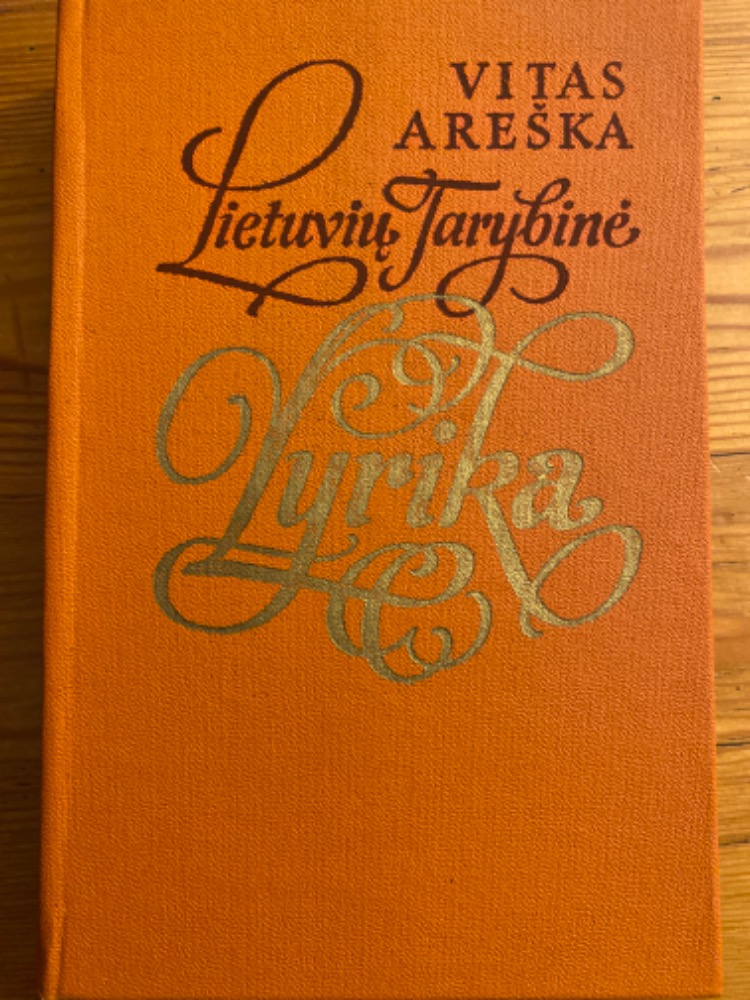 VITAS
AREŠKA
Lietuvių Tarybinė
Lyrika